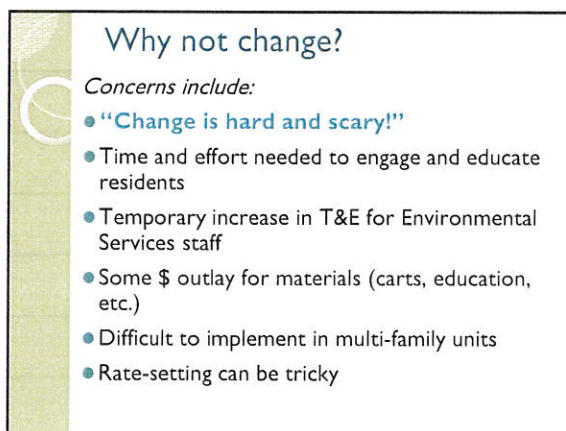 Why not change?
Concerns include:
• "Change is hard and scary!"
• Time and effort needed to engage and educate
residents
• Temporary increase in T&E for Environmental
Services staff
• Some $ outlay for materials (carts, education,
etc.)
• Difficult to implement in multi-family units
• Rate-setting can be tricky